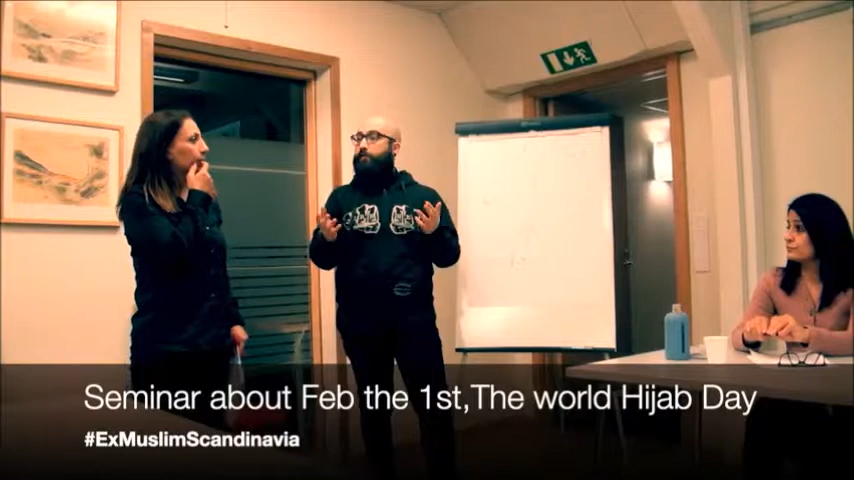 Seminar about Feb the 1st,The world Hijab Day
#ExMuslimScandinavia